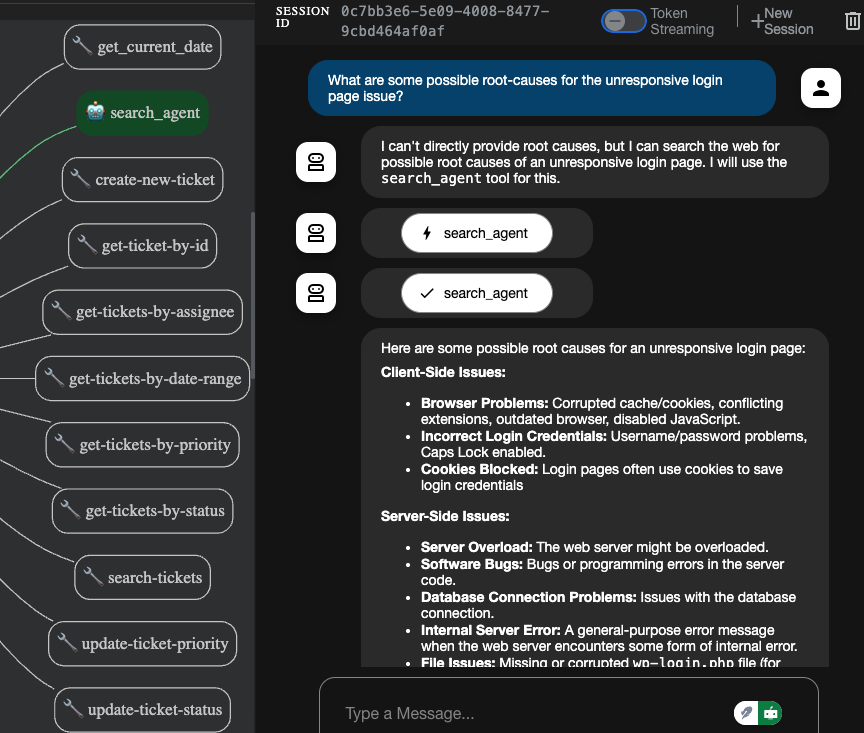 get_current_date
search_agent
create-new-ticket
get-ticket-by-id
get-tickets-by-assignee
get-tickets-by-date-range
get-tickets-by-priority
get-tickets-by-status
search-tickets
update-ticket-priority
update-ticket-status
SESSION
ID
0c7bb3e6-5e09-4008-8477-
9cbd464af0af
Token
Streaming
New
Session
What are some possible root-causes for the unresponsive login
page issue?
I can't directly provide root causes, but I can search the web for
possible root causes of an unresponsive login page. I will use the
search_agent tool for this.
search_agent
search_agent
Here are some possible root causes for an unresponsive login page:
Client-Side Issues:
• Browser Problems: Corrupted cache/cookies, conflicting
extensions, outdated browser, disabled JavaScript.
• Incorrect Login Credentials: Username/password problems,
Caps Lock enabled.
• Cookies Blocked: Login pages often use cookies to save
login credentials
Server-Side Issues:
• Server Overload: The web server might be overloaded.
• Software Bugs: Bugs or programming errors in the server
code.
• Database Connection Problems: Issues with the database
connection.
• Internal Server Error: A general-purpose error message
when the web server encounters some form of internal error.
• File Issues: Missing or corrupted wp-login.php file (for
Type a Message...